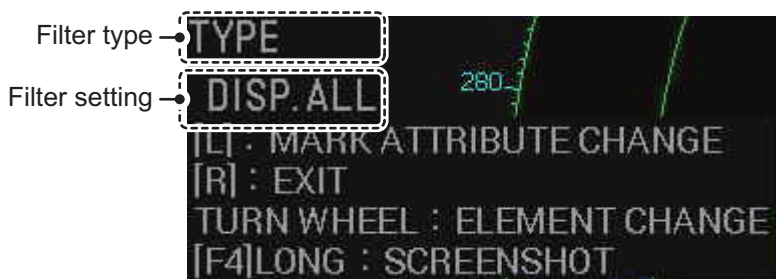 Filter type
TYPE
Filter setting
DISP. ALL
280
[L] : MARK ATTRIBUTE CHANGE
[R] : EXIT
TURN WHEEL : ELEMENT CHANGE
[F4]LONG : SCREENSHOT